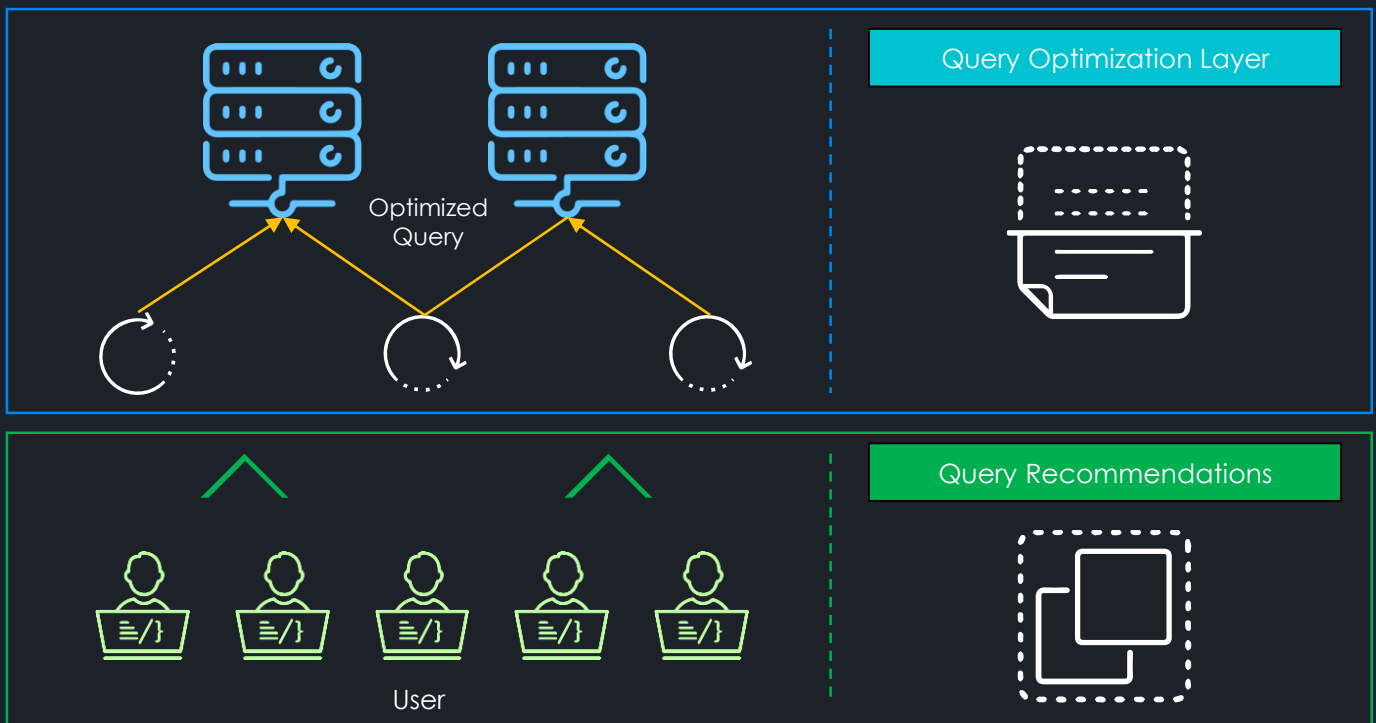 Query Optimization Layer
Optimized
Query
Query Recommendations
User